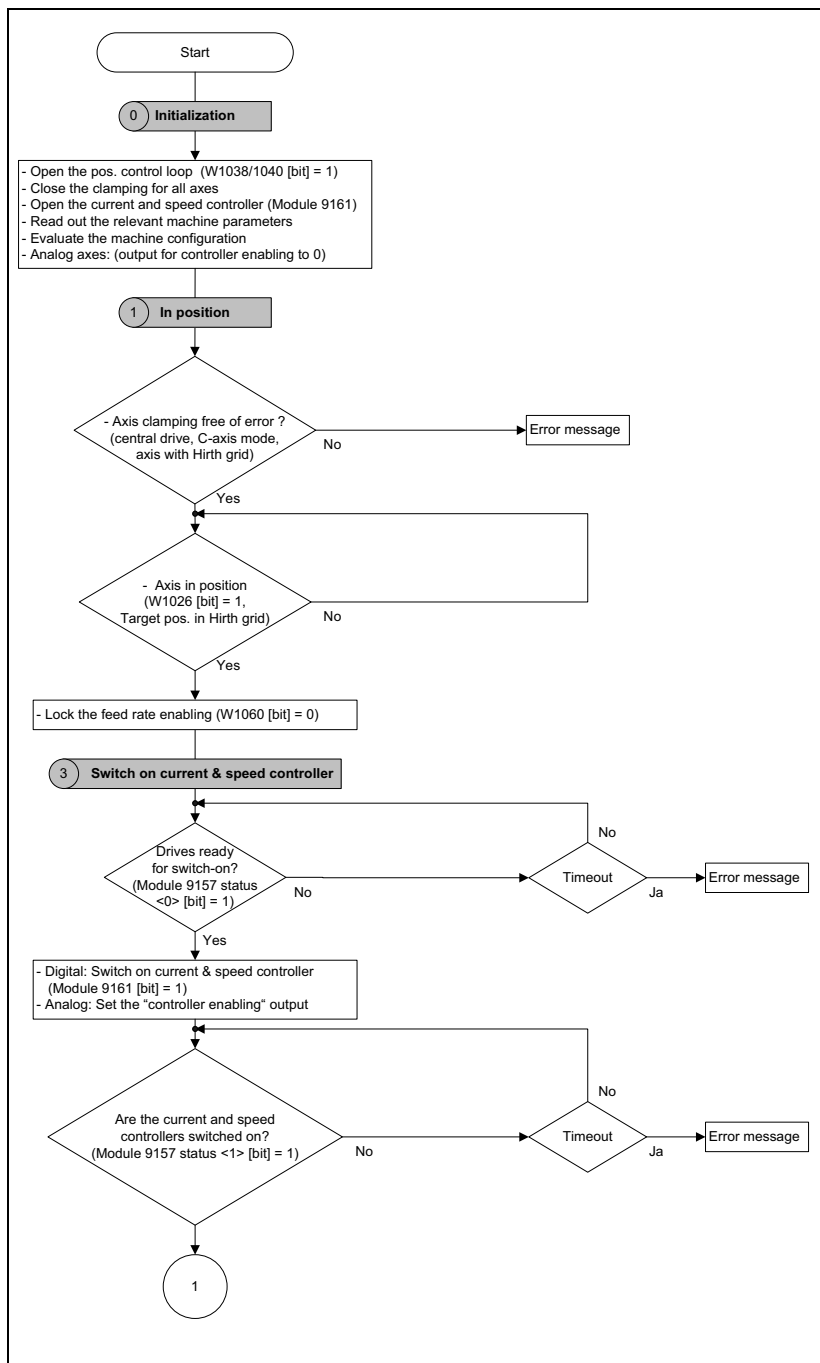 Start
0 Initialization
- Open the pos. control loop (W1038/1040 [bit] = 1)
- Close the clamping for all axes
- Open the current and speed controller (Module 9161)
- Read out the relevant machine parameters
- Evaluate the machine configuration
- Analog axes: (output for controller enabling to 0)
1 In position
- Axis clamping free of error ?
(central drive, C-axis mode,
axis with Hirth grid)
No
Error message
Yes
- Axis in position
(W1026 [bit] = 1,
Target pos. in Hirth grid)
No
Yes
- Lock the feed rate enabling (W1060 [bit] = 0)
3 Switch on current & speed controller
Drives ready
for switch-on?
(Module 9157 status
<0> [bit] = 1)
No
No
Timeout
Ja
Error message
Yes
- Digital: Switch on current & speed controller
(Module 9161 [bit] = 1)
- Analog: Set the “controller enabling“ output
Are the current and speed
controllers switched on?
(Module 9157 status <1> [bit] = 1)
No
No
Timeout
Ja
Error message
1